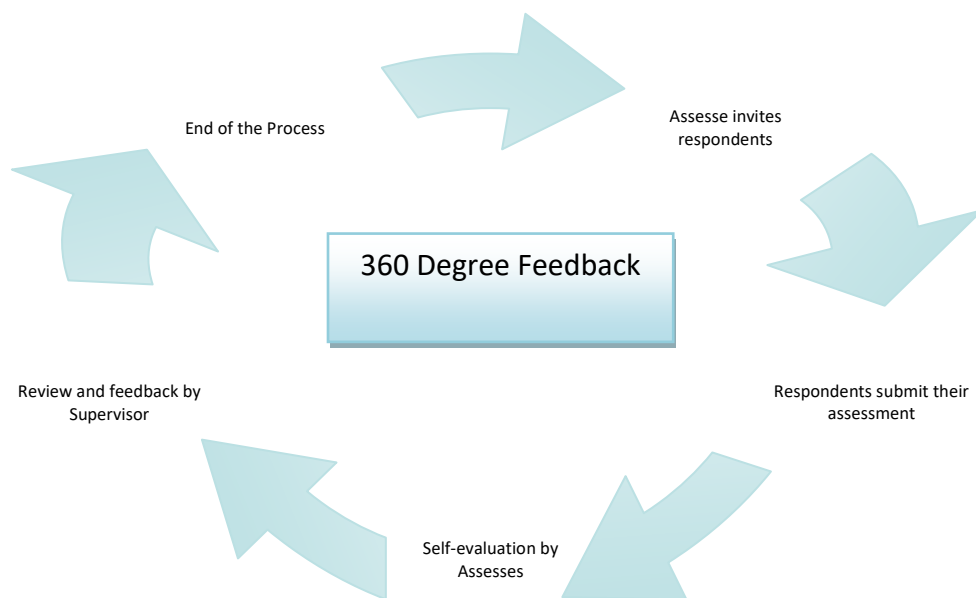 End of the Process
Assesse invites
respondents
360 Degree Feedback
Review and feedback by
Supervisor
Respondents submit their
assessment
Self-evaluation by
Assesses